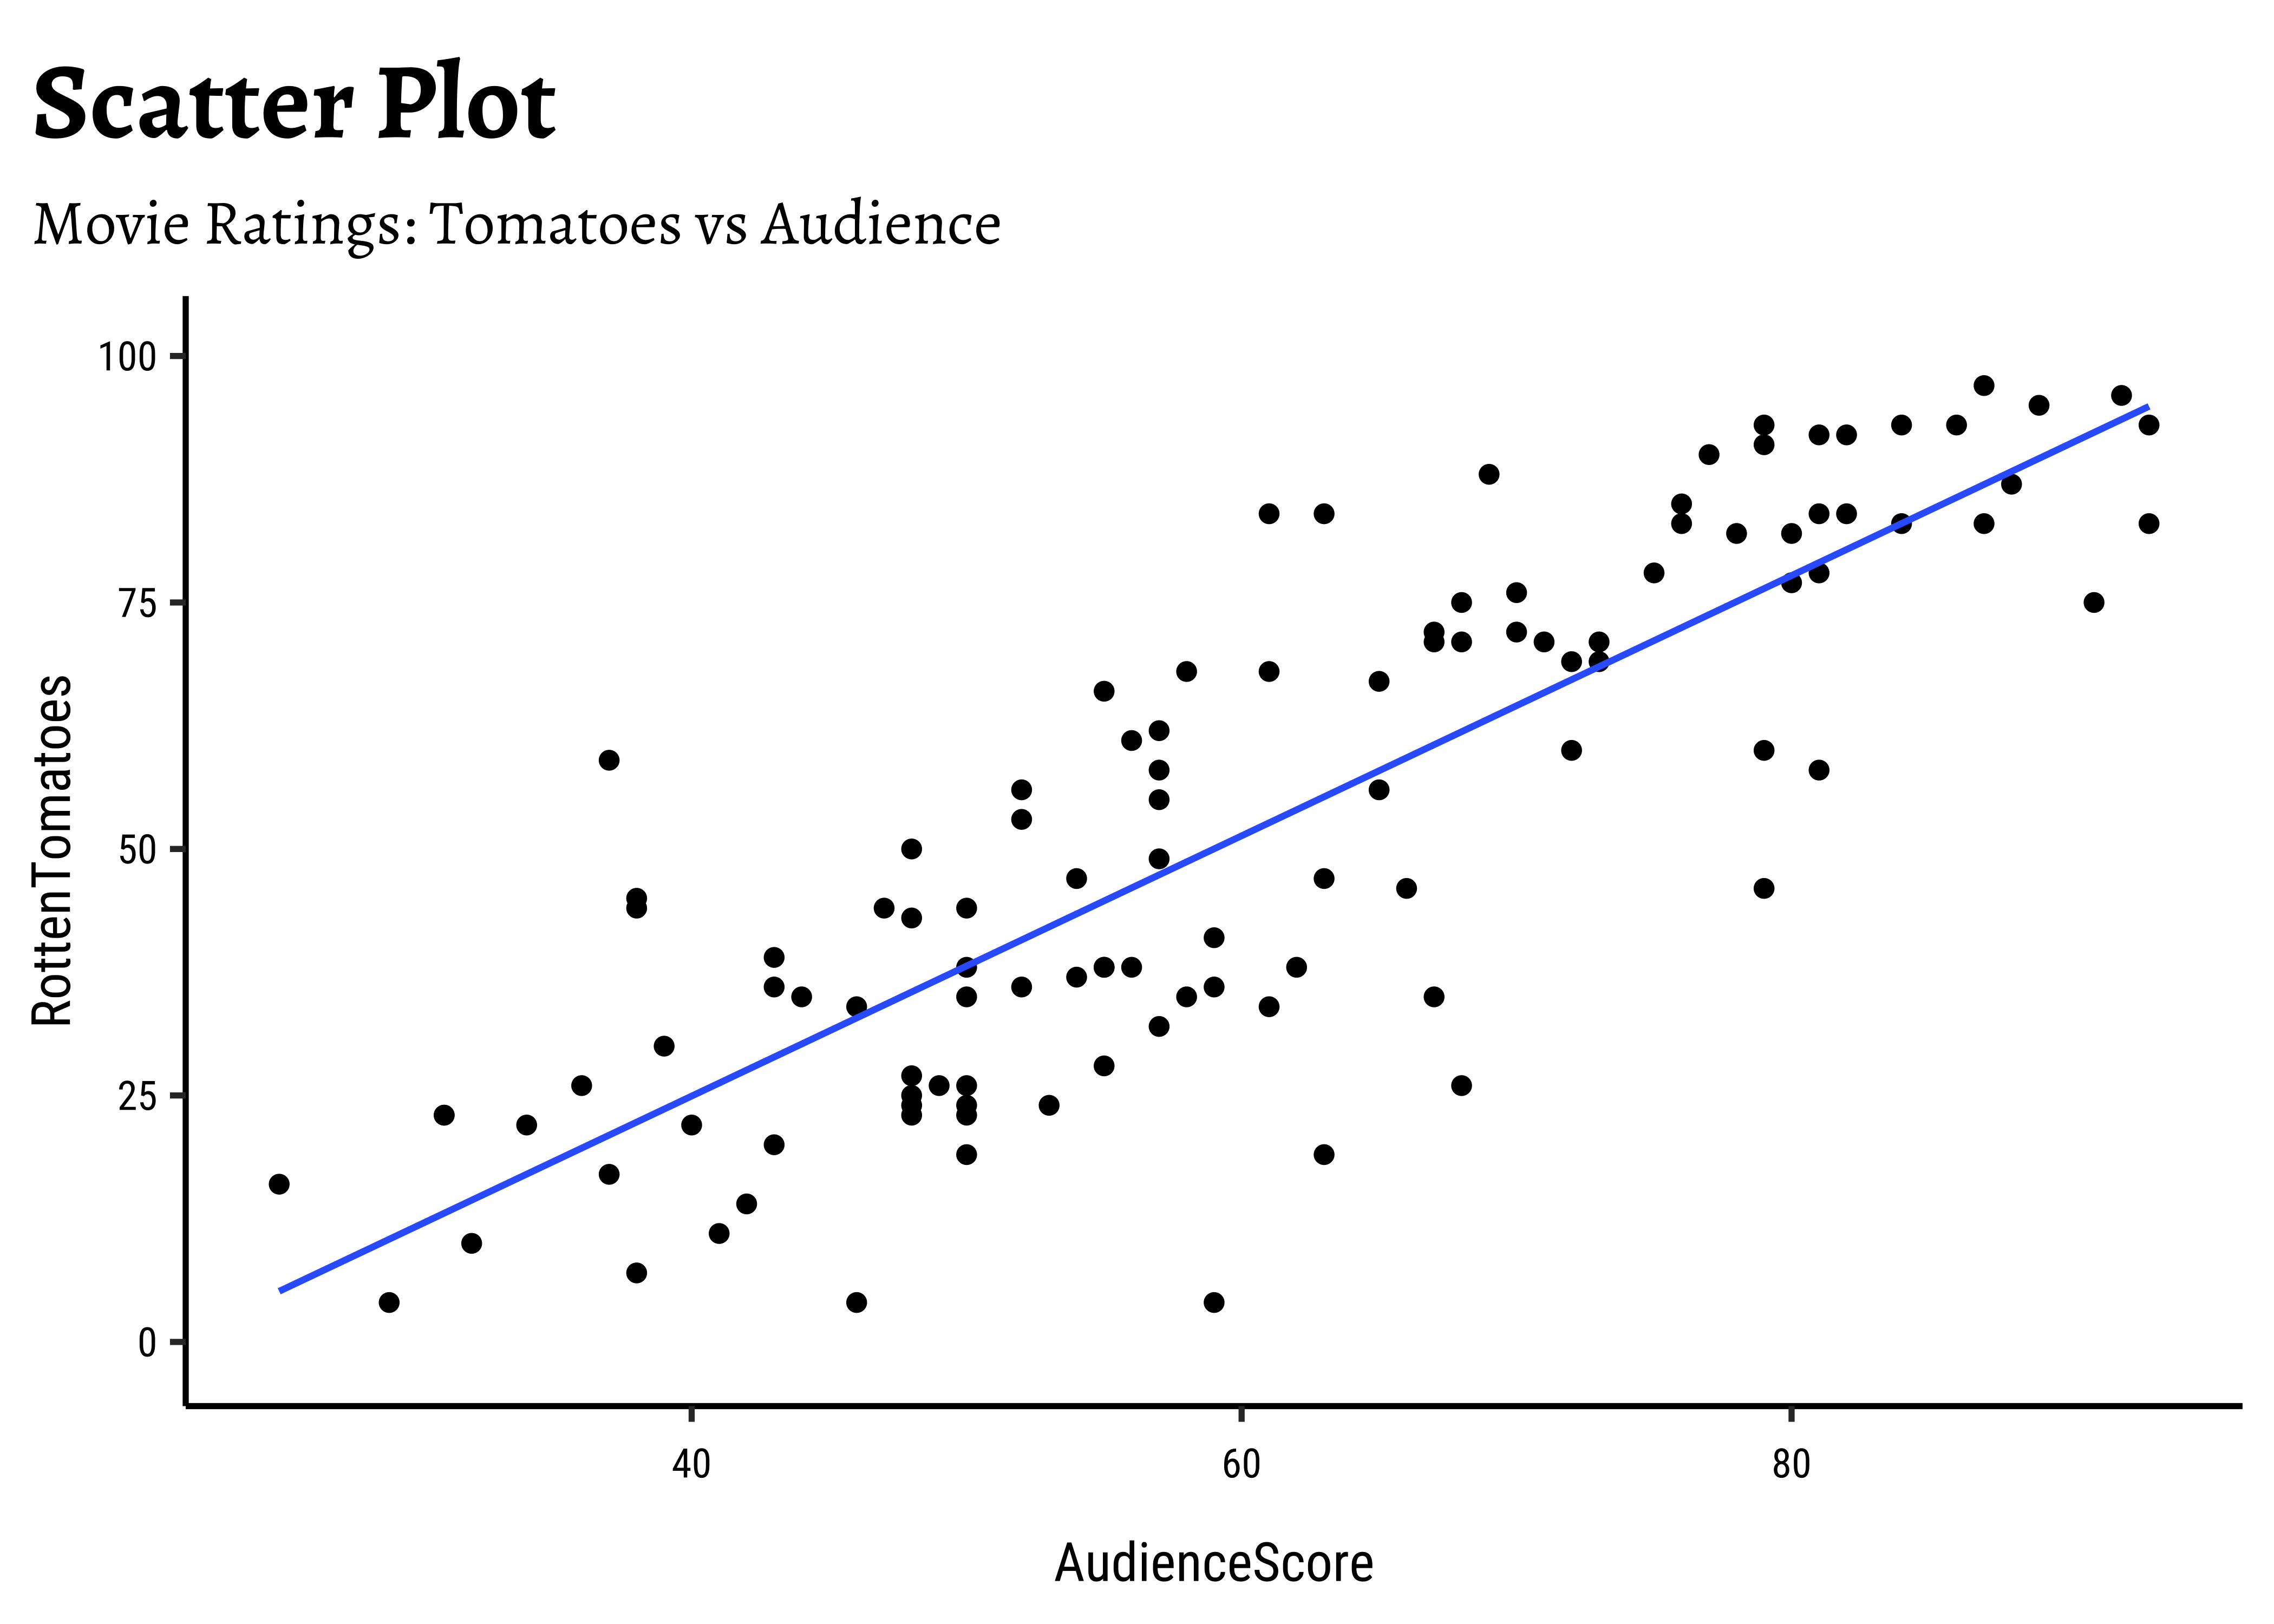 Scatter Plot
Movie Ratings: Tomatoes vs Audience
100
75
50
25
0
RottenTomatoes
40 60 80
AudienceScore